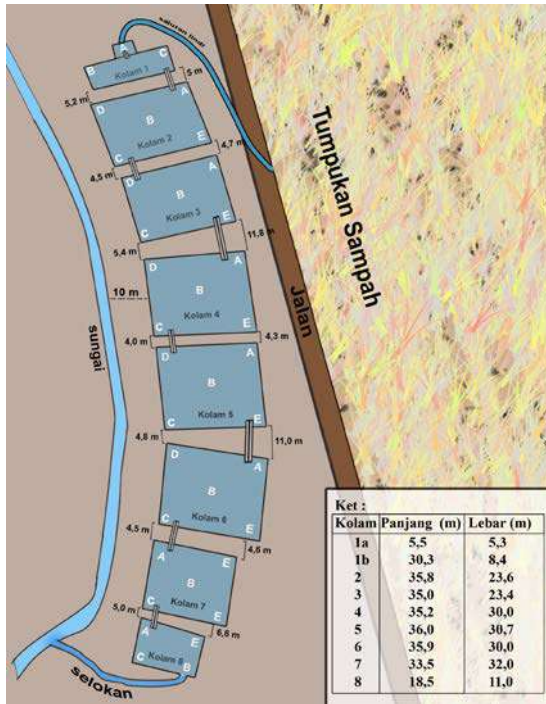 saluran lindi
A
B
C
Kolam 1
5,2 m
5 m
A
B
Kolam 2
C
E
4,5 m
4,7 m
D
A
B
Kolam 3
C
E
5,4 m
11,8 m
D
A
B
Kolam 4
C
E
10 m
4,0 m
4,3 m
D
A
B
Kolam 5
C
E
4,8 m
11,0 m
D
A
B
Kolam 6
C
E
4,5 m
A
E
B
Kolam 7
C
E
5,0 m
6,6 m
A
E
C
B
sungai
selokan
Jalan
Tumpukan Sampah
Ket :
Kolam Panjang (m) Lebar (m)
1a 5,5 5,3
1b 30,3 8,4
2 35,8 23,6
3 35,0 23,4
4 35,2 30,0
5 36,0 30,7
6 35,9 30,0
7 33,5 32,0
8 18,5 11,0